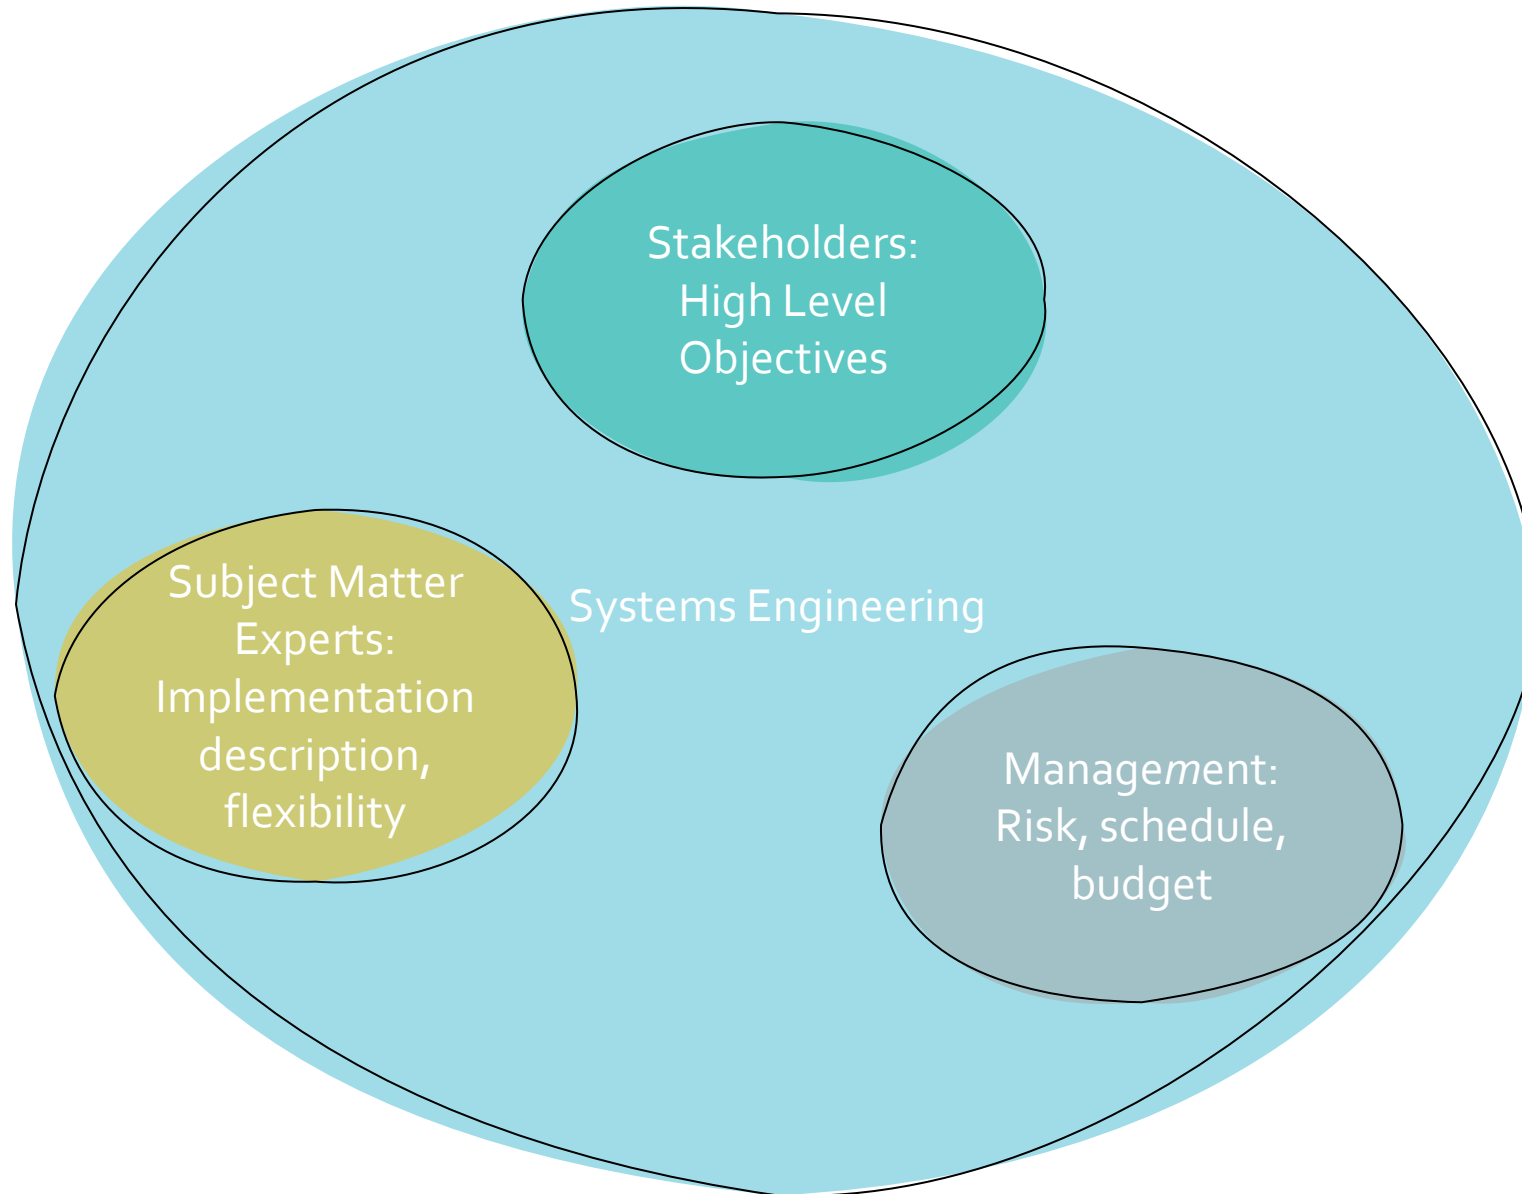 Stakeholders:
High Level
Objectives
Subject Matter
Experts:
Implementation
description,
flexibility
Systems Engineering
Management:
Risk, schedule,
budget